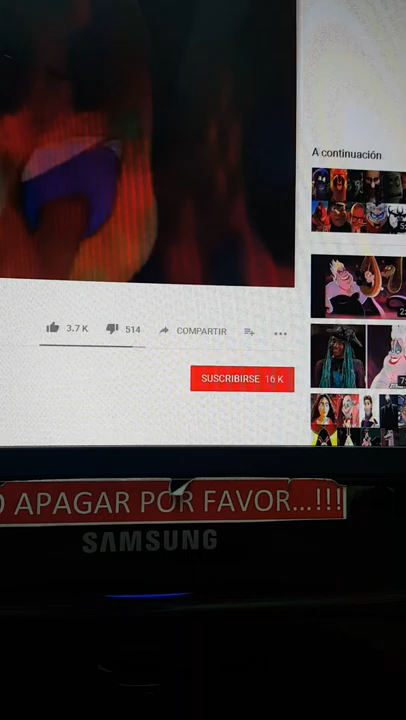 A continuación
3.7 K
514
COMPARTIR
SUSCRIBIRSE 16 K
APAGAR POR FAVOR...!!!
SAMSUNG